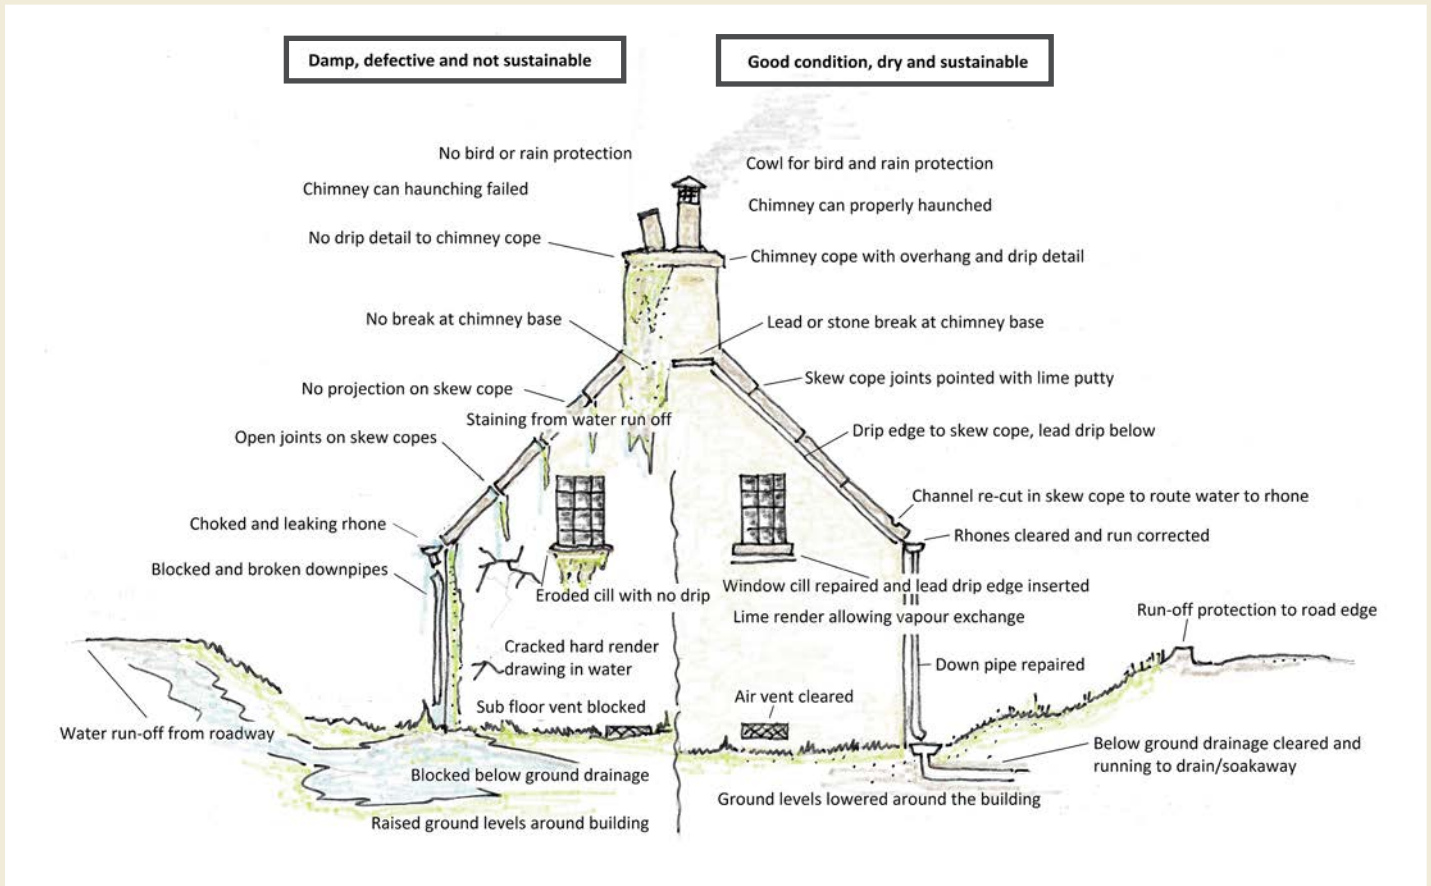 Damp, defective and not sustainable
Good condition, dry and sustainable
No bird or rain protection
Cowl for bird and rain protection
Chimney can haunching failed
Chimney can properly haunched
No drip detail to chimney cope
Chimney cope with overhang and drip detail
No break at chimney base
Lead or stone break at chimney base
No projection on skew cope
Skew cope joints pointed with lime putty
Staining from water run off
Open joints on skew copes
Drip edge to skew cope, lead drip below
Channel re-cut in skew cope to route water to rhone
Choked and leaking rhone
Rhones cleared and run corrected
Blocked and broken downpipes
Eroded cill with no drip
Window cill repaired and lead drip edge inserted
Lime render allowing vapour exchange
Run-off protection to road edge
Cracked hard render
drawing in water
Down pipe repaired
Sub floor vent blocked
Air vent cleared
Water run-off from roadway
Below ground drainage cleared and
running to drain/soakaway
Blocked below ground drainage
Ground levels lowered around the building
Raised ground levels around building